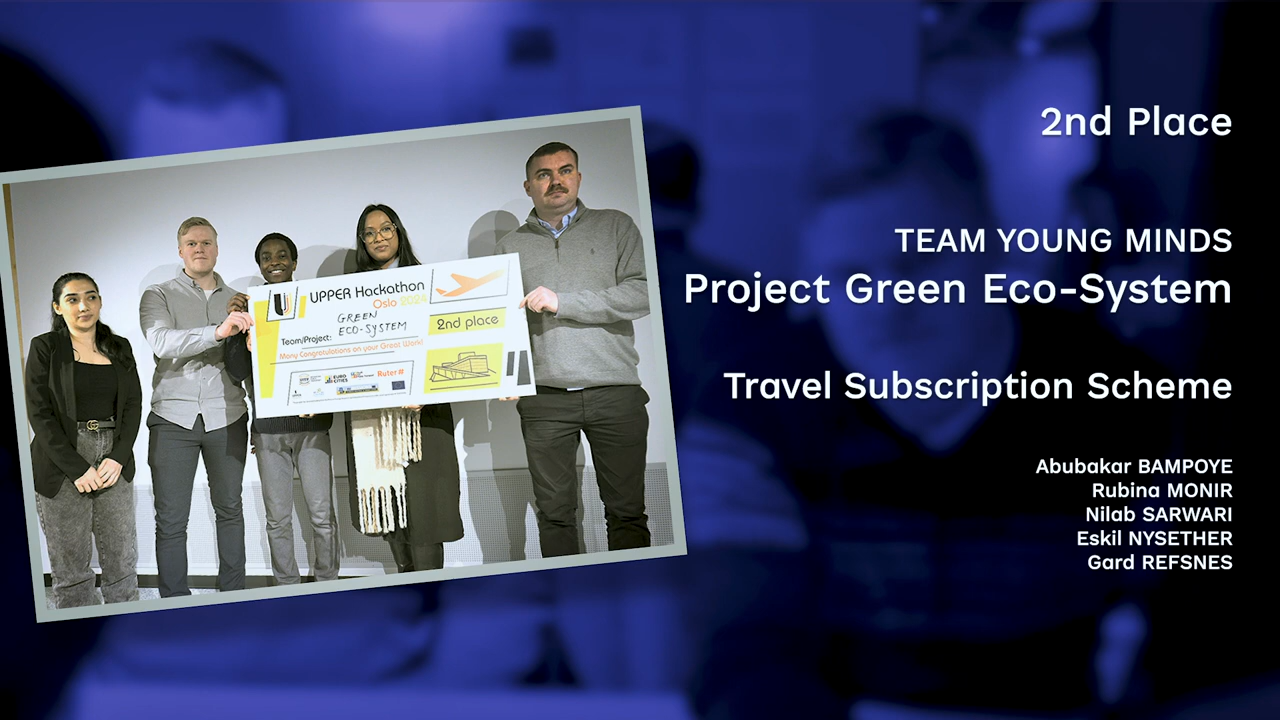 2nd Place
TEAM YOUNG MINDS
Project Green Eco-System
Travel Subscription Scheme
Abubakar BAMPOYE
Rubina MONIR
Nilab SARWARI
Eskil NYSETHER
Gard REFSNES
UPPER Hackathon
Oslo 2024
GREEN
ECO-SYSTEM
Team/Project:
2nd place
Many Congratulations on your Great Work!
EURO
CITIES
Ruter#